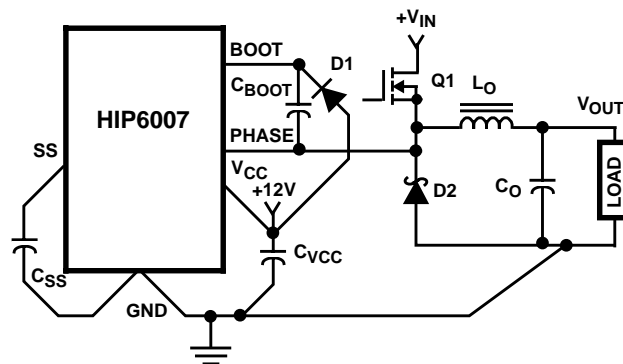 +VIN
BOOT
D1
CBOOT
Q1
LO
HIP6007
VOUT
PHASE
SS
VCC
+12V
D2
CO
LOAD
CSS
CVCC
GND